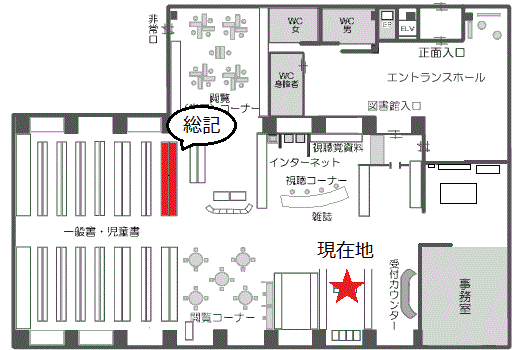 非常口
WC
女
WC
男
EB
ELV
正面入口
エントランスホール
閲覧
コーナー
WC
身障者
図書館入口
総記
視聴覚資料
インターネット
視聴コーナー
雑誌
一般書・児童書
現在地
受付カウンター
閲覧コーナー
事務室